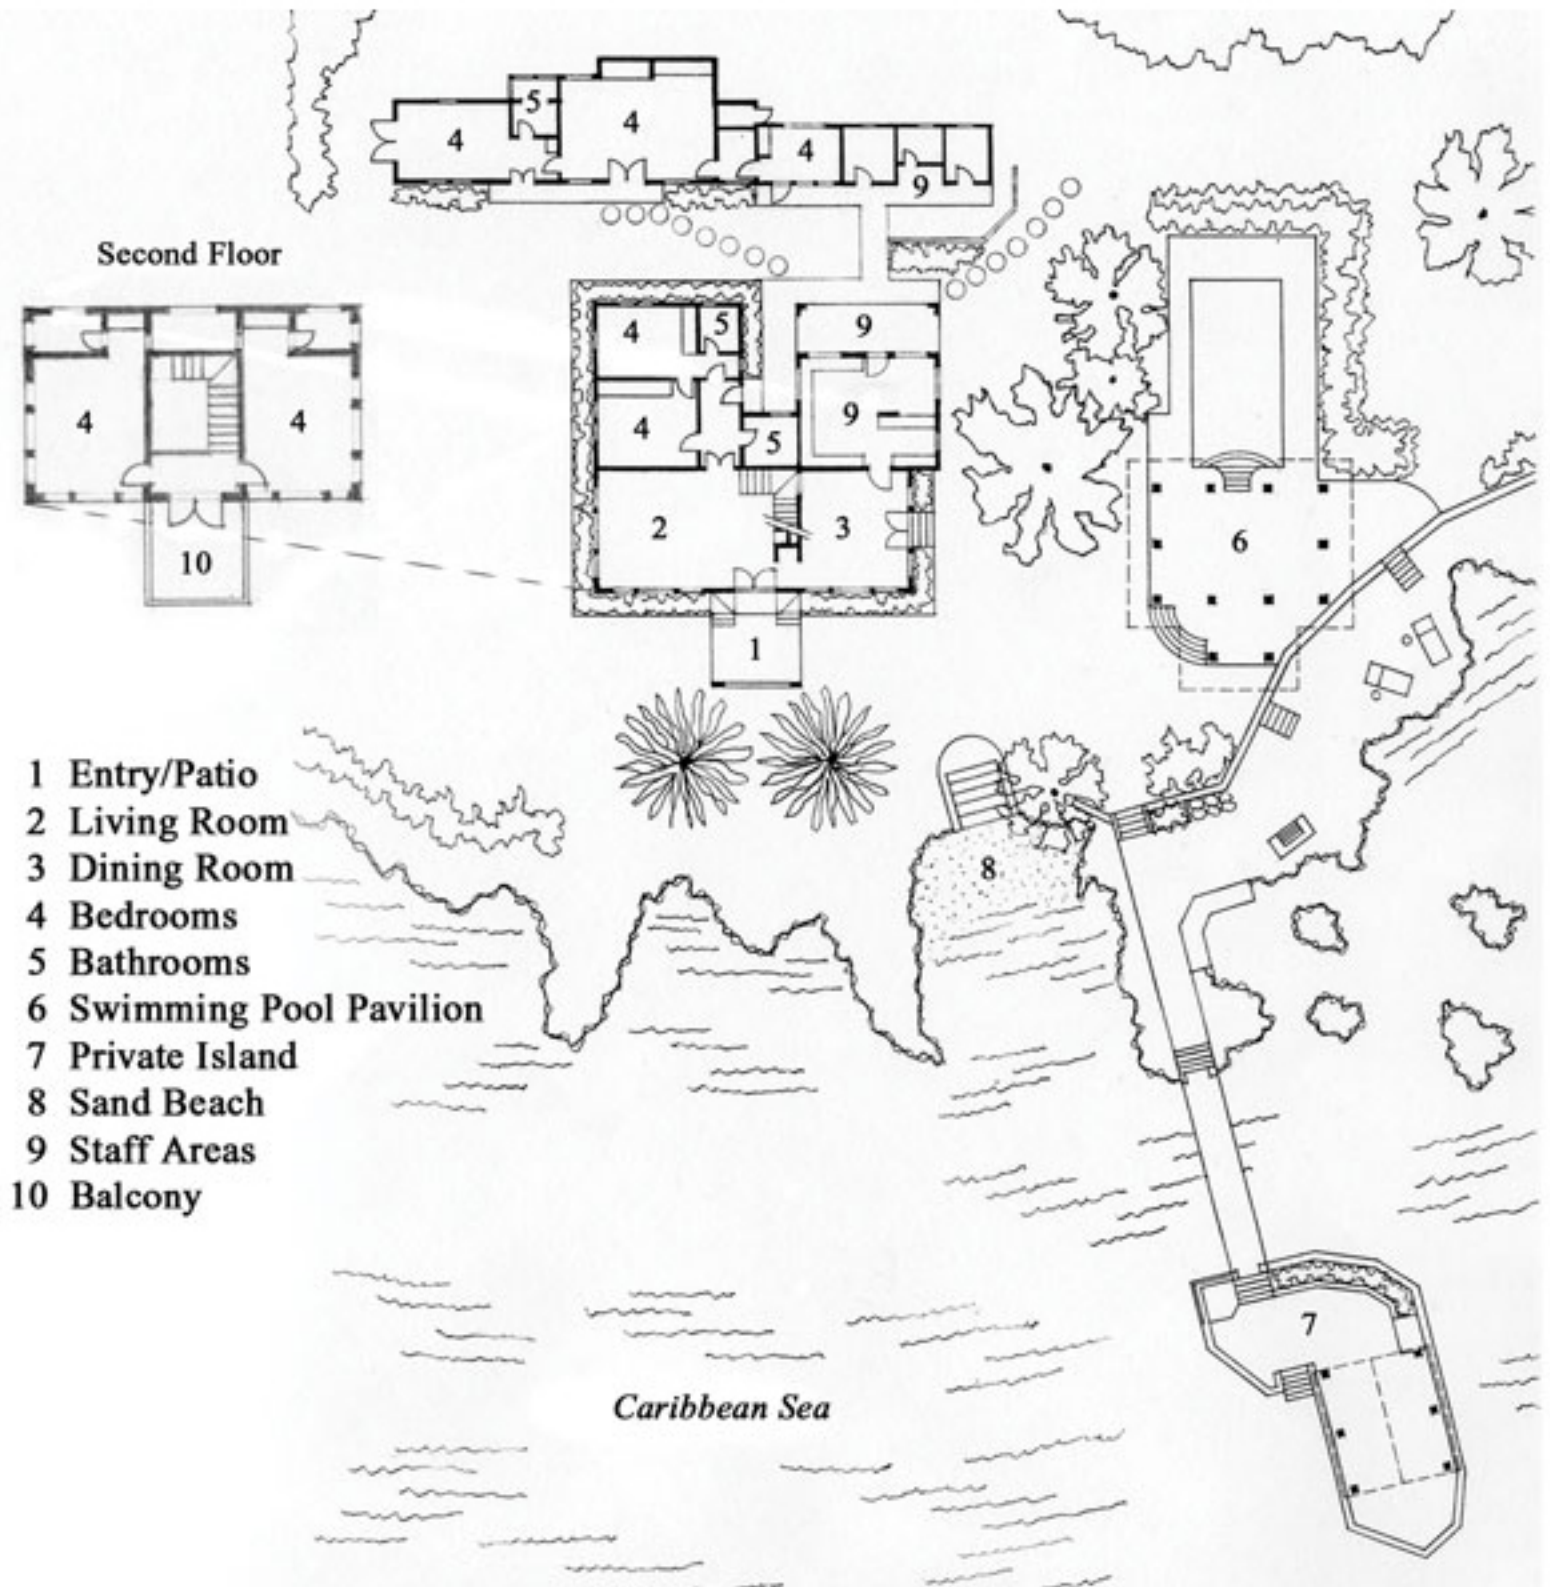 5
4
4
4
9
Second Floor
4
5
9
4
4
4
9
4
5
2
3
6
10
1
1 Entry/Patio
2 Living Room
3 Dining Room
4 Bedrooms
5 Bathrooms
6 Swimming Pool Pavilion
7 Private Island
8 Sand Beach
9 Staff Areas
10 Balcony
8
7
Caribbean Sea